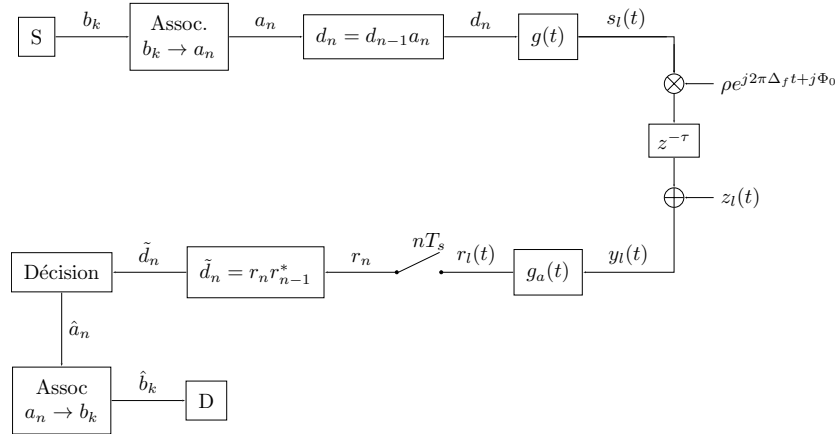 S
b_k
Assoc.
b_k → a_n
a_n
d_n = d_{n−1}a_n
d_n
g(t)
s_l(t)
ρe^{j2πΔ_f t+jΦ_0}
z^{−τ}
z_l(t)
y_l(t)
g_a(t)
r_l(t)
nT_s
r_n
d̃_n = r_n r^*_{n−1}
d̃_n
Décision
â_n
Assoc
a_n → b_k
b̂_k
D